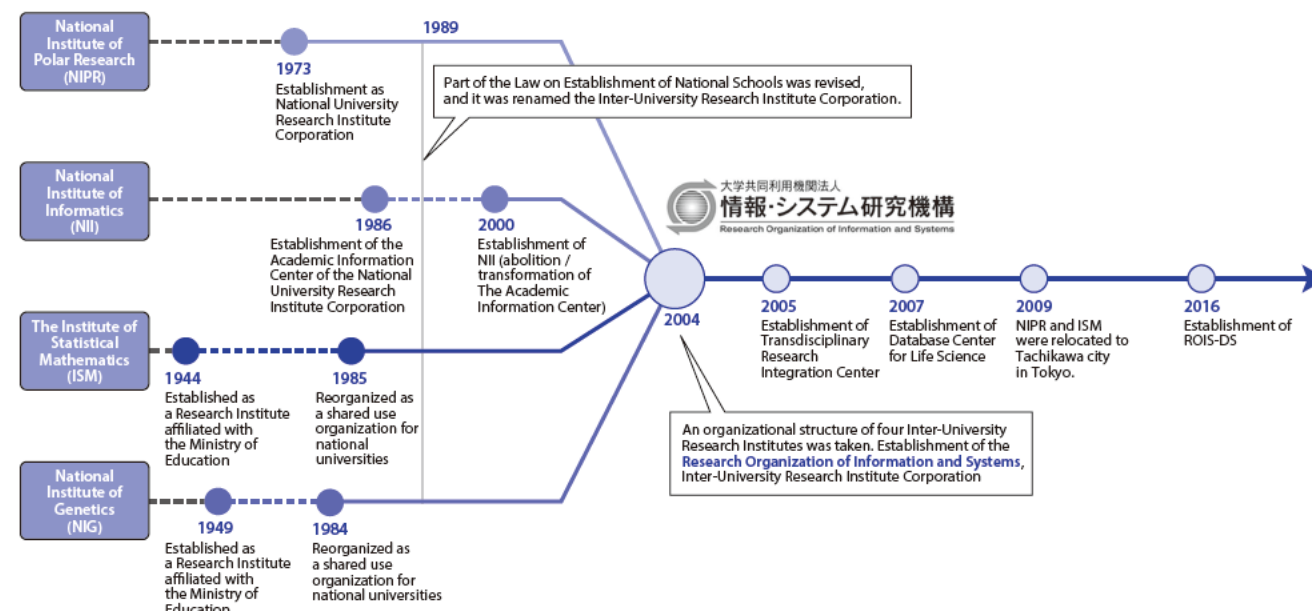 National
Institute of
Polar Research
(NIPR)
1973
Establishment as
National University
Research Institute
Corporation
1989
Part of the Law on Establishment of National Schools was revised,
and it was renamed the Inter-University Research Institute Corporation.
National
Institute of
Informatics
(NII)
1986
Establishment of the
Academic Information
Center of the National
University Research
Institute Corporation
2000
Establishment of
NII (abolition /
transformation of
The Academic
Information Center)
The Institute of
Statistical
Mathematics
(ISM)
1944
Established as
a Research Institute
affiliated with
the Ministry of
Education
1985
Reorganized as
a shared use
organization for
national
universities
National
Institute of
Genetics
(NIG)
1949
Established as
a Research Institute
affiliated with
the Ministry of
Education
1984
Reorganized as
a shared use
organization for
national universities
大学共同利用機関法人
情報・システム研究機構
Research Organization of Information and Systems
2004
An organizational structure of four Inter-University
Research Institutes was taken. Establishment of the
Research Organization of Information and Systems,
Inter-University Research Institute Corporation
2005
Establishment of
Transdisciplinary
Research
Integration Center
2007
Establishment of
Database Center
for Life Science
2009
NIPR and ISM
were relocated to
Tachikawa city
in Tokyo.
2016
Establishment of
ROIS-DS